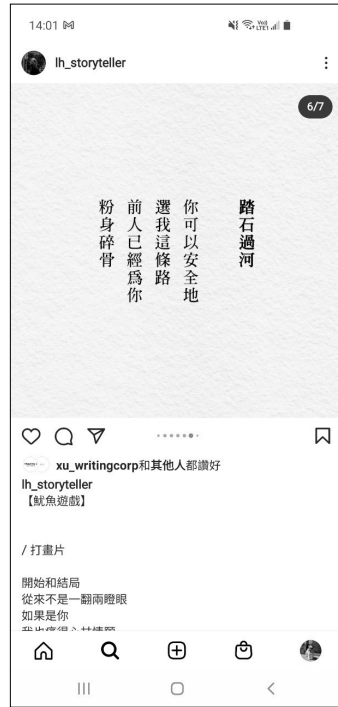 14:01
lh_storyteller
6/7
踏石過河
你可以安全地
選我這條路
前人已經爲你
粉身碎骨
xu_writingcorp和其他人都讚好
lh_storyteller
【魷魚遊戲】
/ 打畫片
開始和結局
從來不是一翻兩瞪眼
如果是你